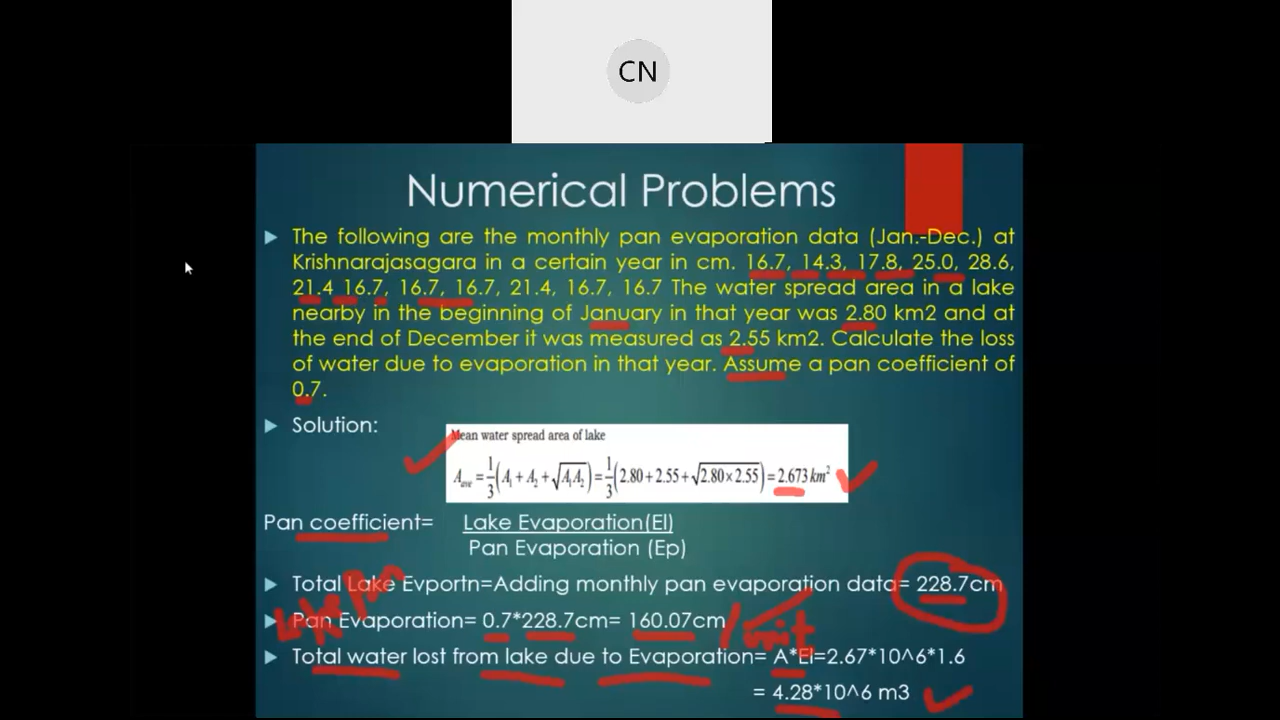 CN
Numerical Problems
The following are the monthly pan evaporation data (Jan.-Dec.) at
Krishnarajasagara in a certain year in cm. 16.7, 14.3, 17.8, 25.0, 28.6,
21.4 16.7, 16.7, 16.7, 21.4, 16.7, 16.7 The water spread area in a lake
nearby in the beginning of January in that year was 2.80 km2 and at
the end of December it was measured as 2.55 km2. Calculate the loss
of water due to evaporation in that year. Assume a pan coefficient of
0.7.
Solution:
Mean water spread area of lake
A_ave = 1/3 (A₁ + A₂ + √A₁A₂) = 1/3 (2.80 + 2.55 + √2.80 × 2.55) = 2.673 km²
Pan coefficient= Lake Evaporation(El)
Pan Evaporation (Ep)
Total Lake Evportn=Adding monthly pan evaporation data= 228.7cm
Pan Evaporation= 0.7*228.7cm= 160.07cm
Total water lost from lake due to Evaporation= A*El=2.67*10^6*1.6
= 4.28*10^6 m3